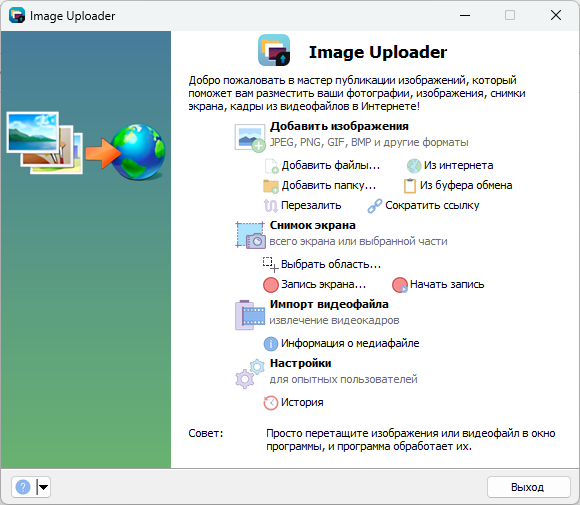 Image Uploader
Image Uploader
Добро пожаловать в мастер публикации изображений, который
поможет вам разместить ваши фотографии, изображения, снимки
экрана, кадры из видеофайлов в Интернете!
Добавить изображения
JPEG, PNG, GIF, BMP и другие форматы
Добавить файлы... Из интернета
Добавить папку... Из буфера обмена
Перезалить Сократить ссылку
Снимок экрана
всего экрана или выбранной части
Выбрать область...
Запись экрана... Начать запись
Импорт видеофайла
извлечение видеокадров
Информация о медиафайле
Настройки
для опытных пользователей
История
Совет: Просто перетащите изображения или видеофайл в окно
программы, и программа обработает их.
Выход